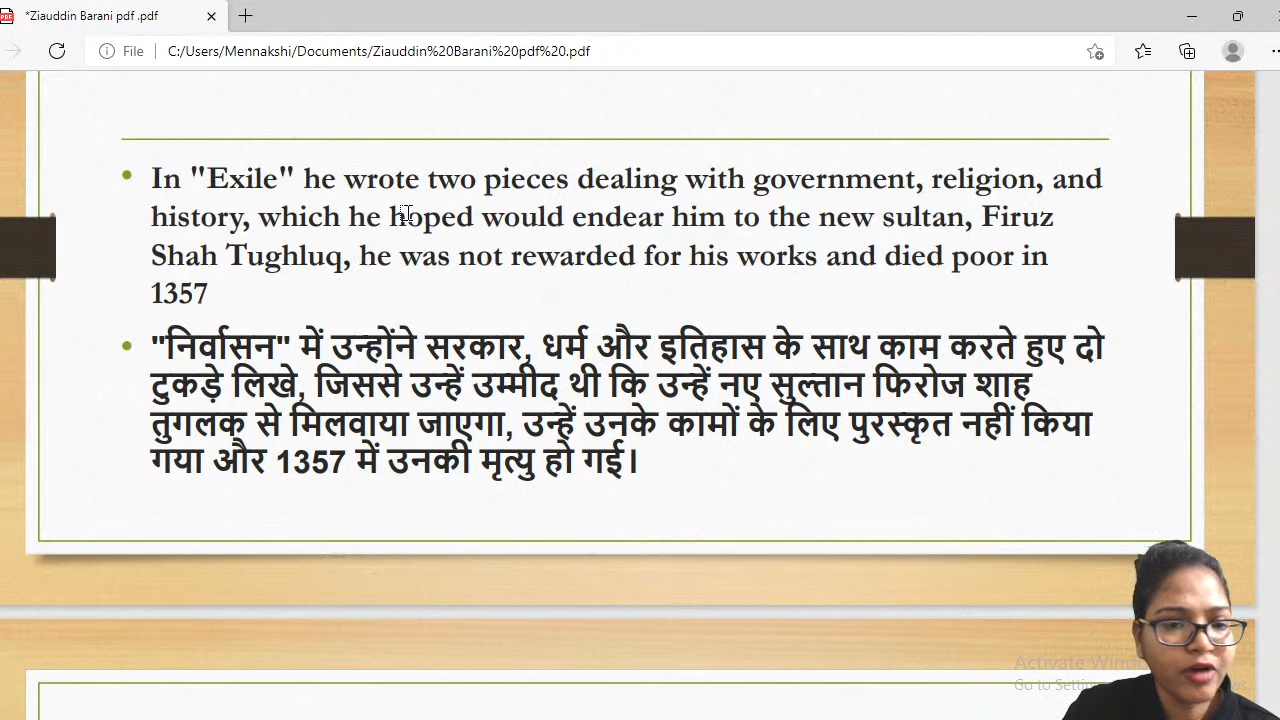 *Ziauddin Barani pdf .pdf
File C:/Users/Mennakshi/Documents/Ziauddin%20Barani%20pdf%20.pdf
In "Exile" he wrote two pieces dealing with government, religion, and
history, which he hoped would endear him to the new sultan, Firuz
Shah Tughluq, he was not rewarded for his works and died poor in
1357
"निर्वासन" में उन्होंने सरकार, धर्म और इतिहास के साथ काम करते हुए दो
टुकड़े लिखे, जिससे उन्हें उम्मीद थी कि उन्हें नए सुल्तान फिरोज शाह
तुगलक से मिलवाया जाएगा, उन्हें उनके कामों के लिए पुरस्कृत नहीं किया
गया और 1357 में उनकी मृत्यु हो गई।
Activate
Go to